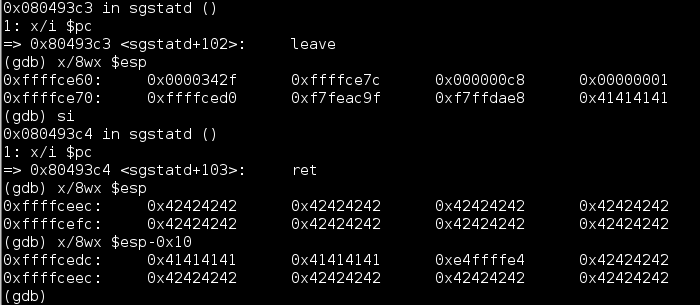 0x080493c3 in sgstatd ()
1: x/i $pc
=> 0x80493c3 <sgstatd+102>:     leave
(gdb) x/8wx $esp
0xffffce60:     0x0000342f      0xffffce7c      0x000000c8      0x00000001
0xffffce70:     0xffffced0      0xf7feac9f      0xf7ffdae8      0x41414141
(gdb) si
0x080493c4 in sgstatd ()
1: x/i $pc
=> 0x80493c4 <sgstatd+103>:     ret
(gdb) x/8wx $esp
0xffffceec:     0x42424242      0x42424242      0x42424242      0x42424242
0xffffcefc:     0x42424242      0x42424242      0x42424242      0x42424242
(gdb) x/8wx $esp-0x10
0xffffcedc:     0x41414141      0x41414141      0xe4ffffe4      0x42424242
0xffffceec:     0x42424242      0x42424242      0x42424242      0x42424242
(gdb)